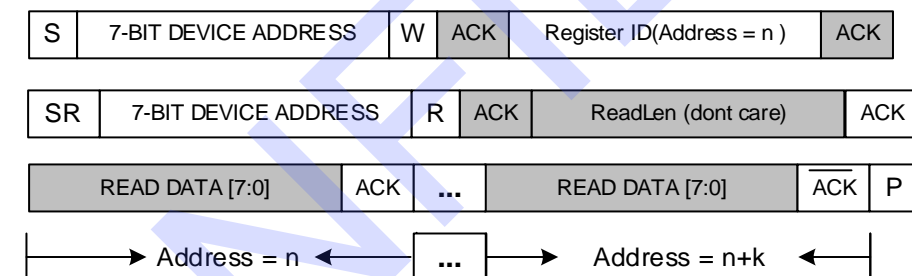 S 7-BIT DEVICE ADDRESS W ACK Register ID(Address = n ) ACK
SR 7-BIT DEVICE ADDRESS R ACK ReadLen (dont care) ACK
READ DATA [7:0] ACK ... READ DATA [7:0] ACK P
Address = n ... Address = n+k